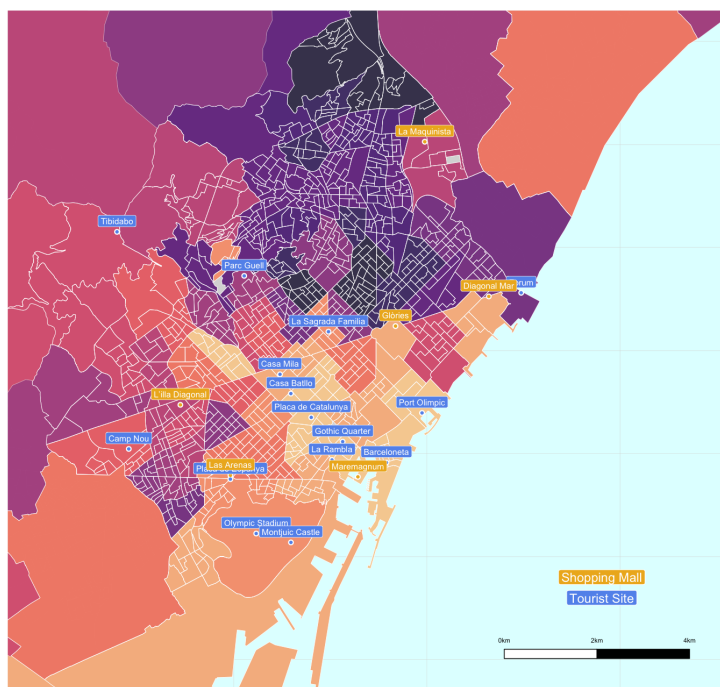 La Maquinista
Tibidabo
Parc Guell
Diagonal Mar
La Sagrada Familia
Glòries
Casa Mila
Casa Batllo
L'illa Diagonal
Placa de Catalunya
Port Olimpic
Gothic Quarter
Camp Nou
La Rambla
Barceloneta
Las Arenas
Maremagnum
Olympic Stadium
Montjuic Castle
Shopping Mall
Tourist Site
0km 2km 4km